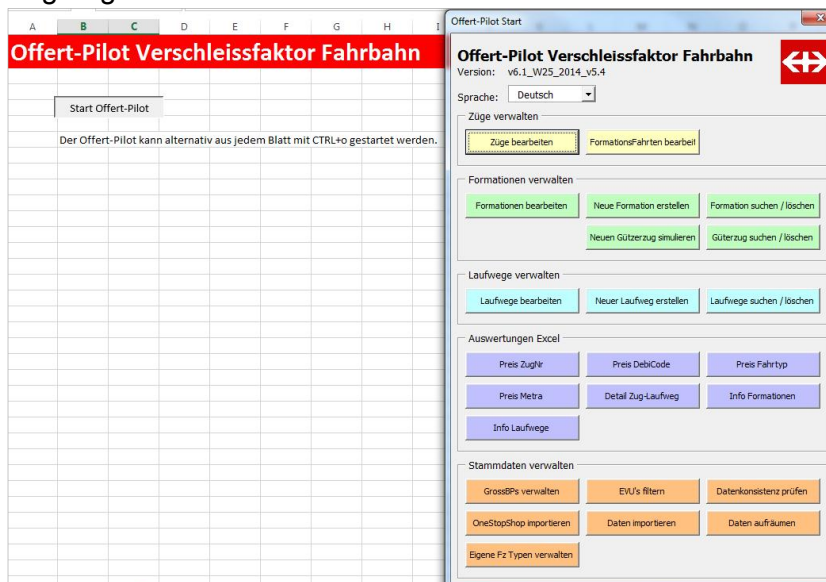 A B C D E F G H I
Offert-Pilot Verschleissfaktor Fahrbahn
Start Offert-Pilot
Der Offert-Pilot kann alternativ aus jedem Blatt mit CTRL+o gestartet werden.
Offert-Pilot Start
Offert-Pilot Verschleissfaktor Fahrbahn
Version: v6.1_W25_2014_v5.4
Sprache: Deutsch
Züge verwalten
Züge bearbeiten FormationsFahrten bearbeit
Formationen verwalten
Formationen bearbeiten Neue Formation erstellen Formation suchen / löschen
Neuen Gützerzug simulieren Güterzug suchen / löschen
Laufwege verwalten
Laufwege bearbeiten Neuer Laufweg erstellen Laufwege suchen / löschen
Auswertungen Excel
Preis ZugNr Preis DebiCode Preis Fahrtyp
Preis Metra Detail Zug-Laufweg Info Formationen
Info Laufwege
Stammdaten verwalten
GrossBPs verwalten EVU's filtern Datenkonsistenz prüfen
OneStopShop importieren Daten importieren Daten aufräumen
Eigene Fz Typen verwalten